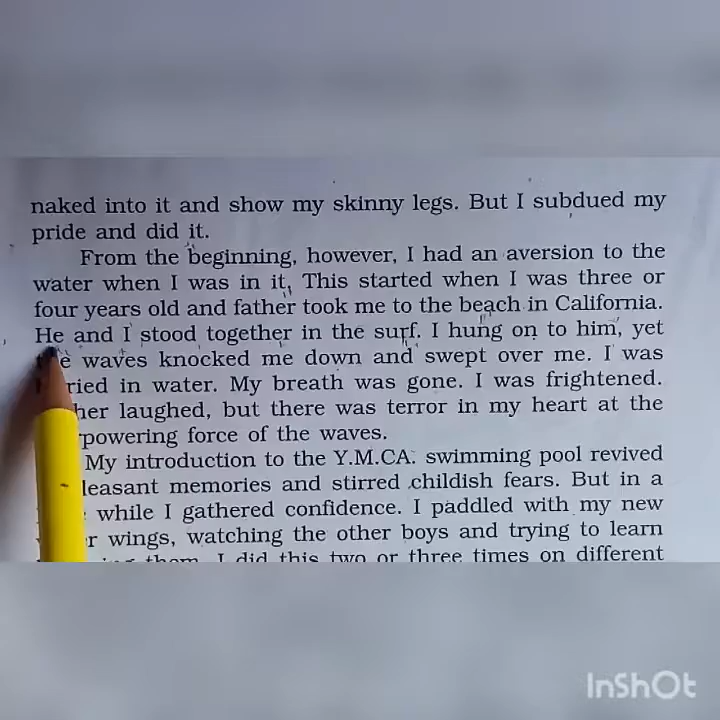 naked into it and show my skinny legs. But I subdued my
pride and did it.
From the beginning, however, I had an aversion to the
water when I was in it. This started when I was three or
four years old and father took me to the beach in California.
He and I stood together in the surf. I hung on to him, yet
waves knocked me down and swept over me. I was
ried in water. My breath was gone. I was frightened.
her laughed, but there was terror in my heart at the
powering force of the waves.
My introduction to the Y.M.CA. swimming pool revived
leasant memories and stirred childish fears. But in a
while I gathered confidence. I paddled with my new
r wings, watching the other boys and trying to learn
them. I did this two or three times on different
InShOt